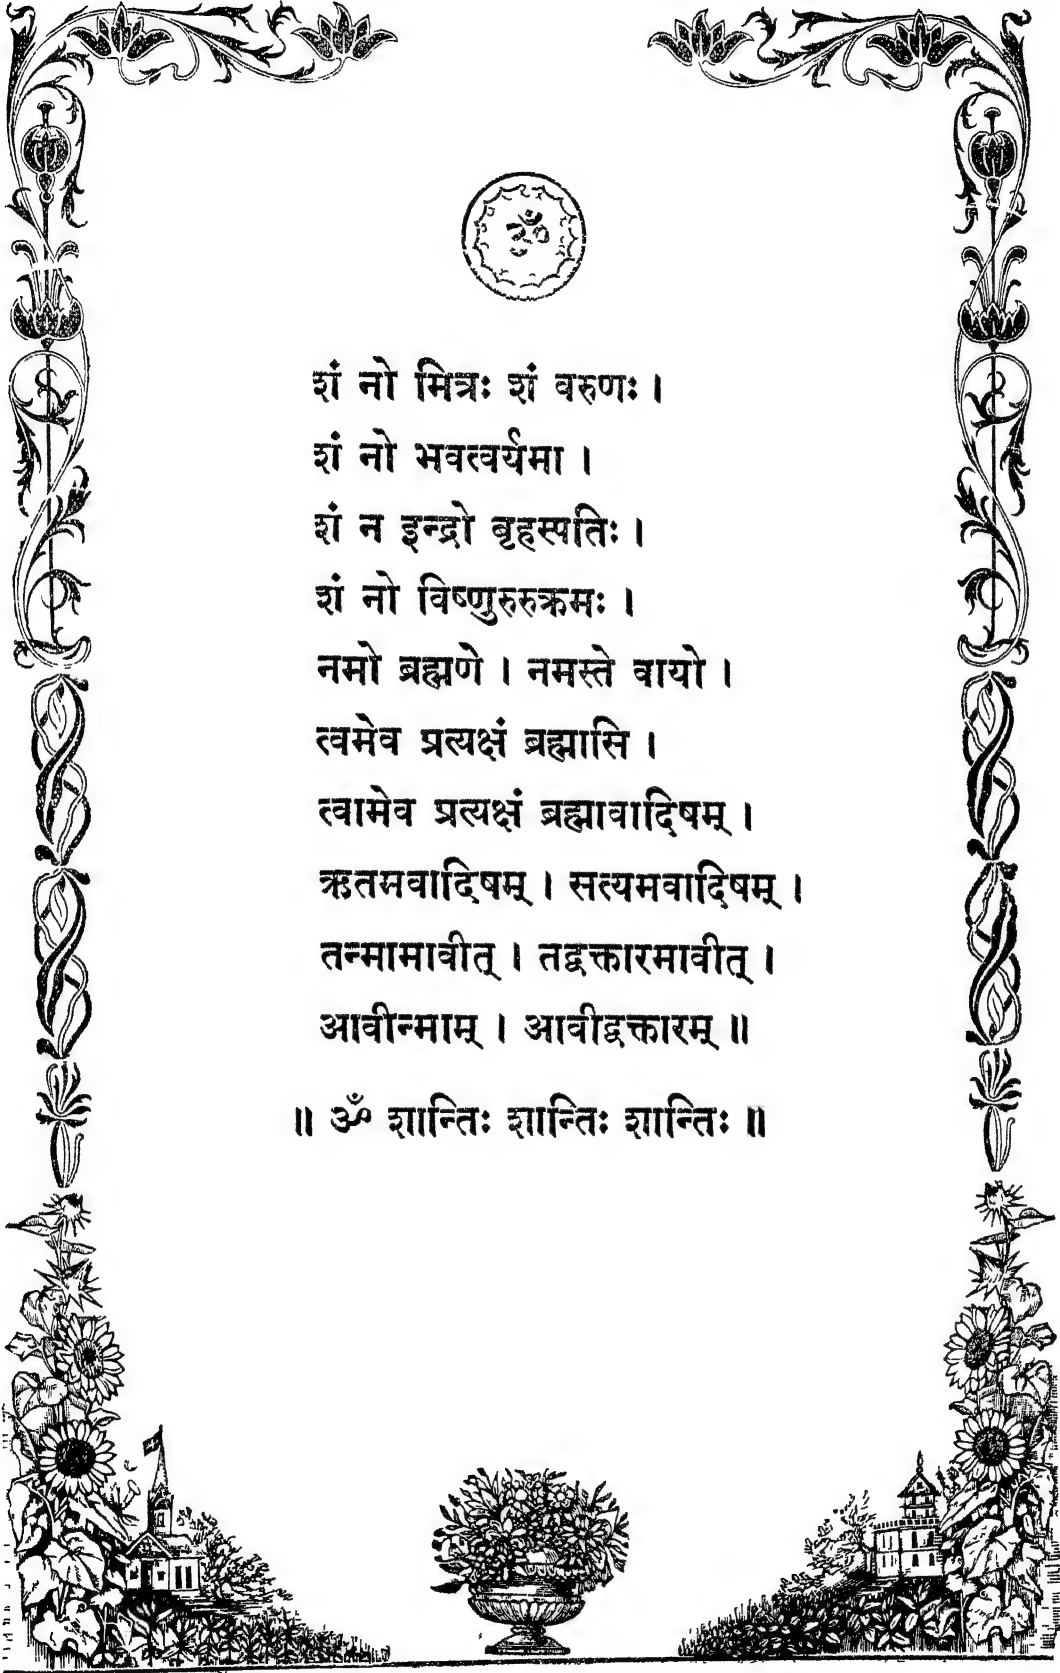 ॐ
शं नो मित्रः शं वरुणः ।
शं नो भवत्वर्यमा ।
शं न इन्द्रो बृहस्पतिः ।
शं नो विष्णुरुरुक्रमः ।
नमो ब्रह्मणे । नमस्ते वायो ।
त्वमेव प्रत्यक्षं ब्रह्मासि ।
त्वामेव प्रत्यक्षं ब्रह्मावादिषम् ।
ऋतमवादिषम् । सत्यमवादिषम् ।
तन्मामावीत् । तद्वक्तारमावीत् ।
आवीन्माम् । आवीद्वक्तारम् ॥
॥ ॐ शान्तिः शान्तिः शान्तिः ॥